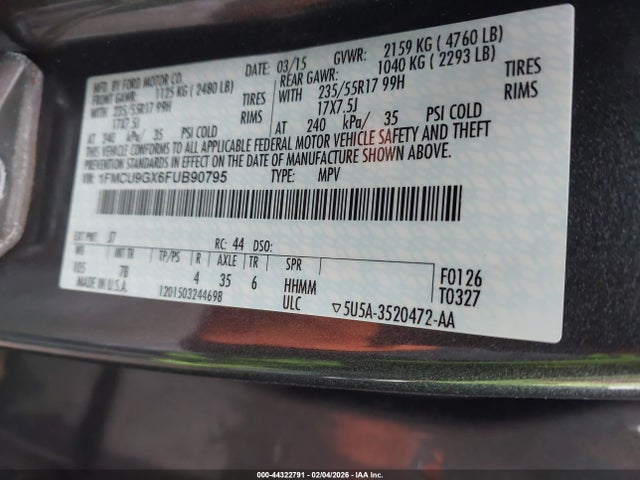 MFD. BY FORD MOTOR CO.
DATE: 03/15 GVWR: 2159 KG ( 4760 LB)
FRONT GAWR: 1125 KG ( 2480 LB) REAR GAWR: 1040 KG ( 2293 LB)
WITH 235/55R17 99H TIRES WITH 235/55R17 99H TIRES
17X7.5J RIMS 17X7.5J RIMS
AT 240 kPa/ 35 PSI COLD AT 240 kPa/ 35 PSI COLD
THIS VEHICLE CONFORMS TO ALL APPLICABLE FEDERAL MOTOR VEHICLE SAFETY AND THEFT
PREVENTION STANDARDS IN EFFECT ON THE DATE OF MANUFACTURE SHOWN ABOVE.
VIN: 1FMCU9GX6FUB90795 TYPE: MPV
EXT PNT: J7 RC: 44 DSO:
WB INT TR TP/PS R AXLE TR SPR
105 7B 4 35 6 HHMM
F0126
MADE IN U.S.A. 1201503244698 ULC
T0327
▽5U5A-3520472-AA
000-44322791 | 02/04/2026 | IAA Inc.